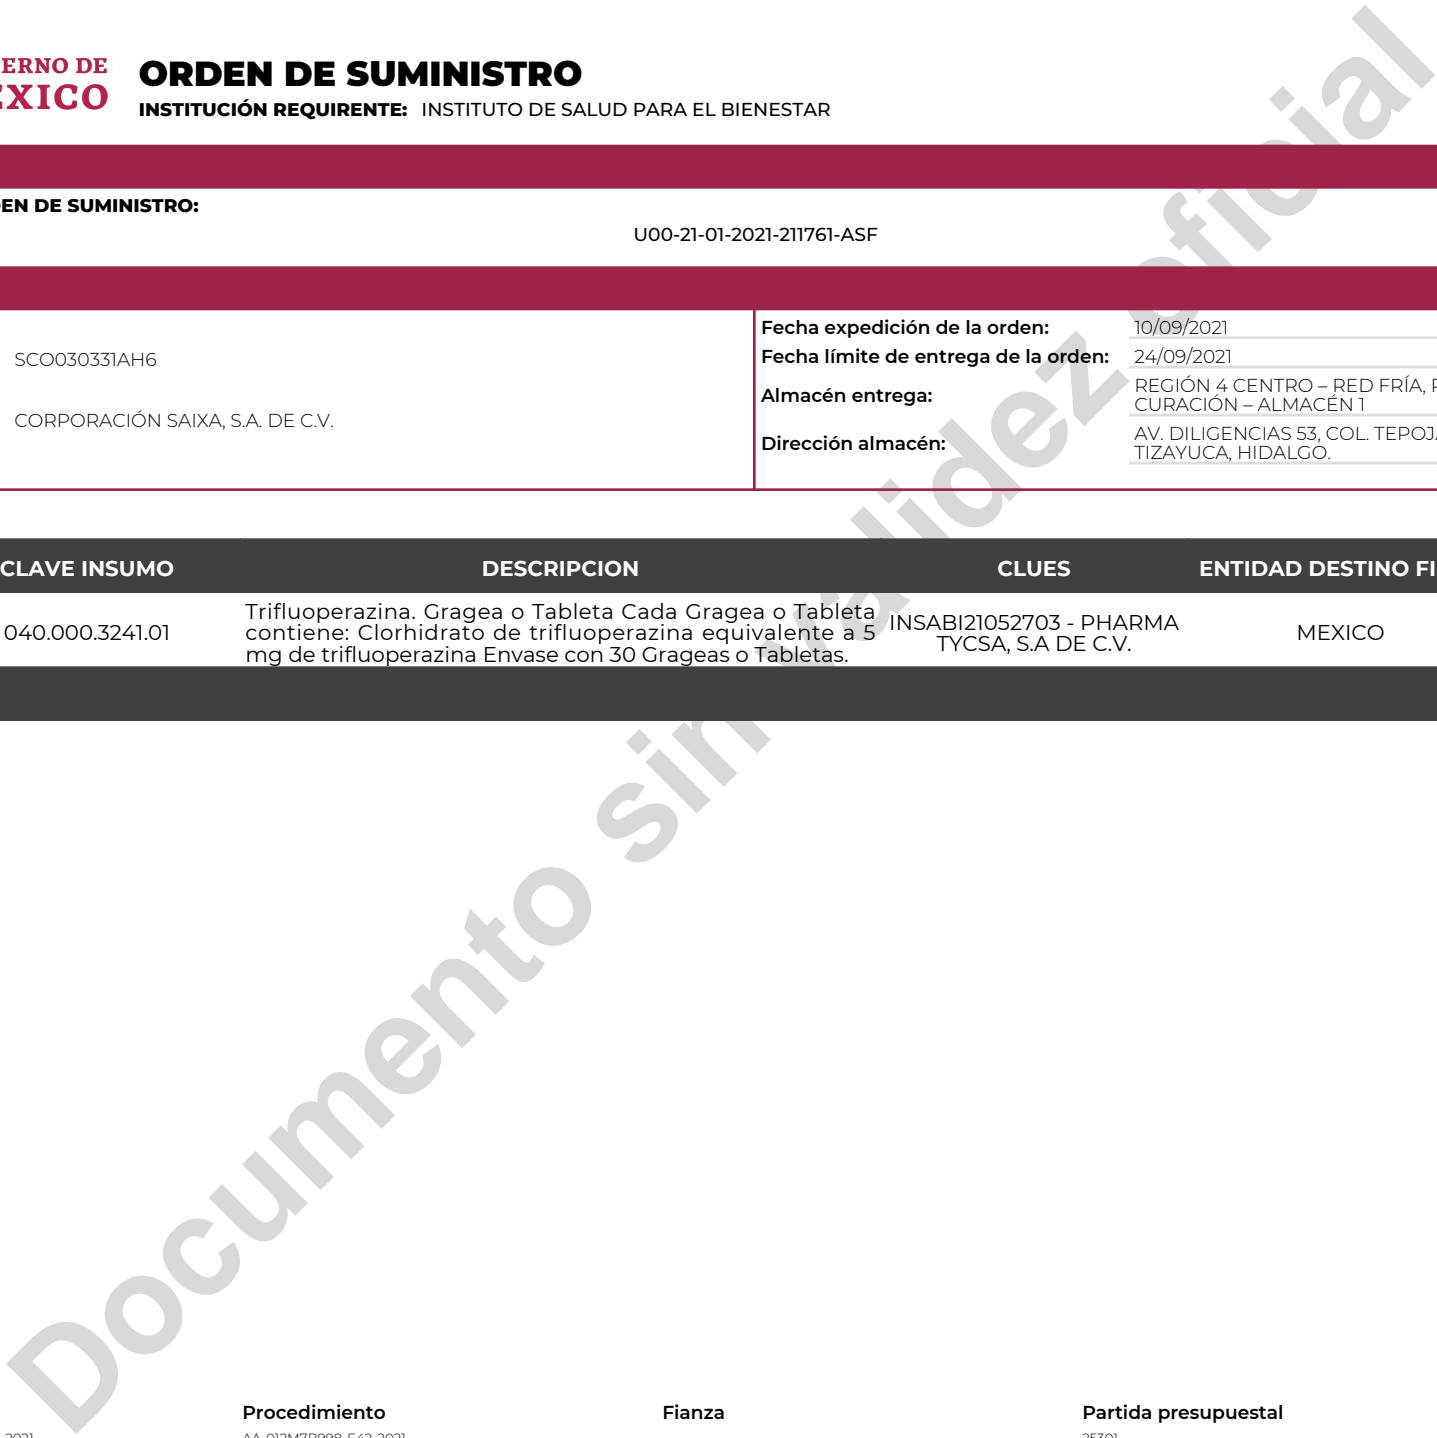 ERNO DE
ORDEN DE SUMINISTRO
EXICO
INSTITUCIÓN REQUIRENTE: INSTITUTO DE SALUD PARA EL BIENESTAR
EN DE SUMINISTRO:
U00-21-01-2021-211761-ASF
SCO030331AH6
CORPORACIÓN SAIXA, S.A. DE C.V.
Fecha expedición de la orden: 10/09/2021
Fecha límite de entrega de la orden: 24/09/2021
Almacén entrega: REGIÓN 4 CENTRO – RED FRÍA,
CURACIÓN – ALMACÉN 1
Dirección almacén: AV. DILIGENCIAS 53, COL. TEPOJ
TIZAYUCA, HIDALGO.
CLAVE INSUMO DESCRIPCION CLUES ENTIDAD DESTINO FI
040.000.3241.01
Trifluoperazina. Gragea o Tableta Cada Gragea o Tableta
contiene: Clorhidrato de trifluoperazina equivalente a 5
mg de trifluoperazina Envase con 30 Grageas o Tabletas.
INSABI21052703 - PHARMA
TYCSA, S.A DE C.V.
MEXICO
Documento sin validez oficial
Procedimiento Fianza Partida presupuestal